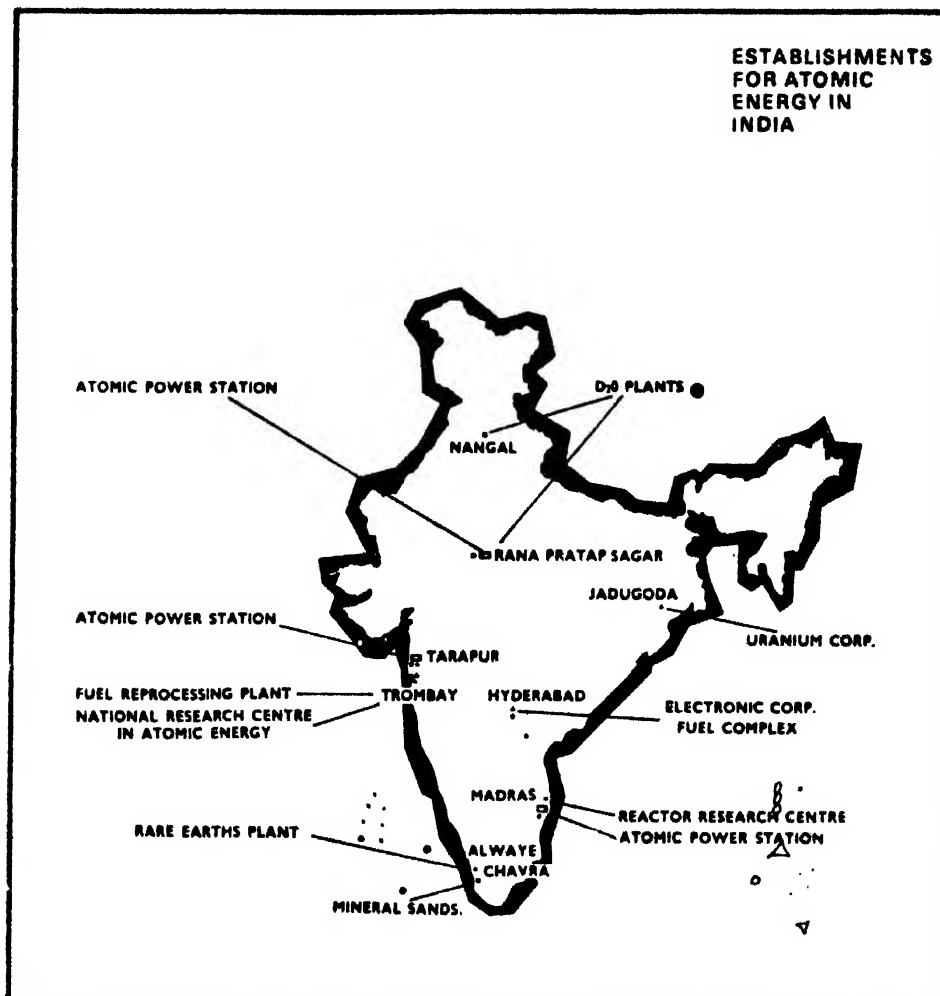 ESTABLISHMENTS
FOR ATOMIC
ENERGY IN
INDIA
ATOMIC POWER STATION
D₂O PLANTS
NANGAL
RANA PRATAP SAGAR
JADUGODA
ATOMIC POWER STATION
URANIUM CORP.
TARAPUR
FUEL REPROCESSING PLANT
TROMBAY
HYDERABAD
NATIONAL RESEARCH CENTRE
IN ATOMIC ENERGY
ELECTRONIC CORP.
FUEL COMPLEX
MADRAS
REACTOR RESEARCH CENTRE
ATOMIC POWER STATION
RARE EARTHS PLANT
ALWAYE
CHAVRA
MINERAL SANDS.